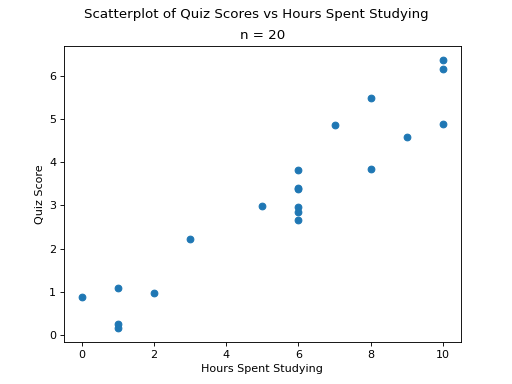 Scatterplot of Quiz Scores vs Hours Spent Studying
n = 20
6
5
4
3
2
1
0
Quiz Score
0 2 4 6 8 10
Hours Spent Studying